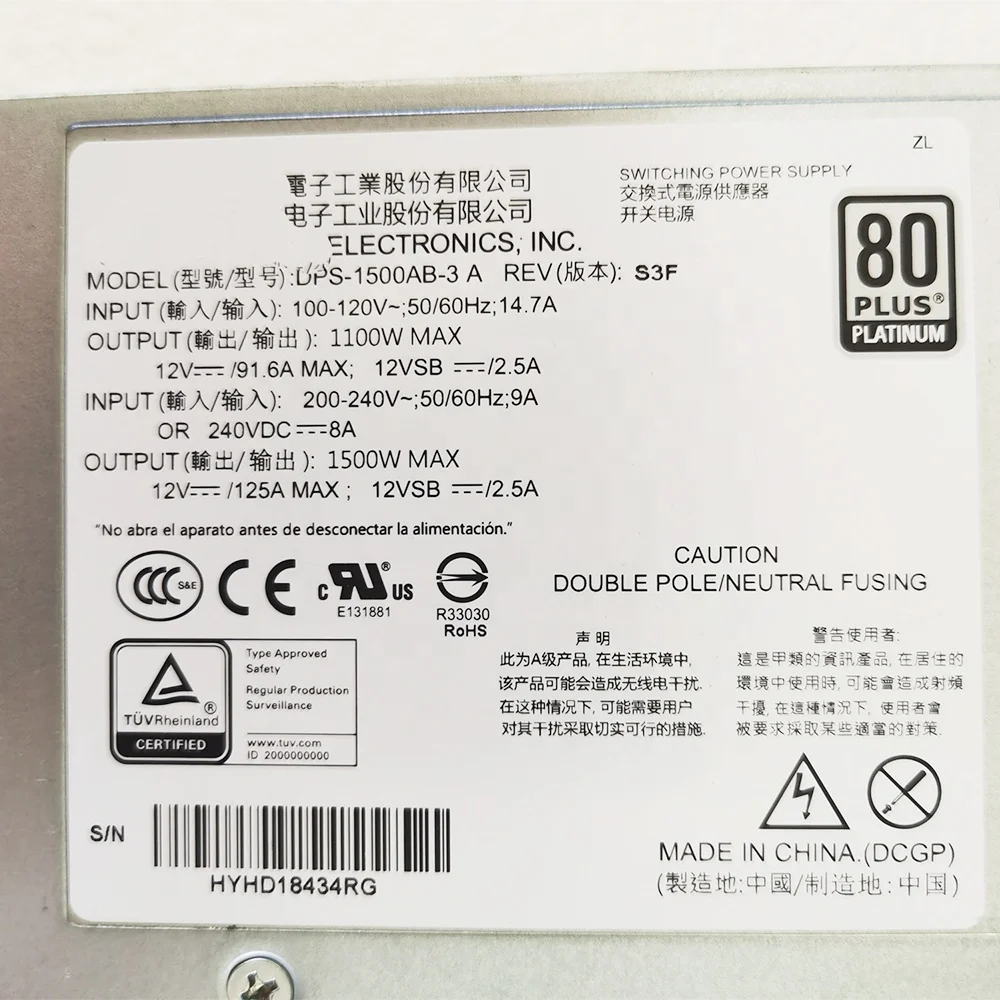 ZL
電子工業股份有限公司
电子工业股份有限公司
ELECTRONICS, INC.
SWITCHING POWER SUPPLY
交換式電源供應器
开关电源
80
PLUS®
PLATINUM
MODEL (型號/型号):DPS-1500AB-3 A REV(版本): S3F
INPUT (輸入/输入): 100-120V~;50/60Hz;14.7A
OUTPUT (輸出/输出): 1100W MAX
12V⎓/91.6A MAX; 12VSB ⎓/2.5A
INPUT (輸入/输入): 200-240V~;50/60Hz;9A
OR 240VDC⎓8A
OUTPUT (輸出/输出): 1500W MAX
12V⎓/125A MAX; 12VSB ⎓/2.5A
"No abra el aparato antes de desconectar la alimentación."
CCC S&E CE c RU® US
E131881
R33030
RoHS
CAUTION
DOUBLE POLE/NEUTRAL FUSING
TÜVRheinland®
CERTIFIED
Type Approved
Safety
Regular Production
Surveillance
www.tuv.com
ID 2000000000
声明
此为A级产品, 在生活环境中,
该产品可能会造成无线电干扰.
在这种情况下, 可能需要用户
对其干扰采取切实可行的措施.
警告使用者:
這是甲類的資訊產品, 在居住的
環境中使用時, 可能會造成射頻
干擾, 在這種情況下, 使用者會
被要求採取某些適當的對策.
S/N
HYHD18434RG
MADE IN CHINA.(DCGP)
(製造地:中國/制造地:中国)